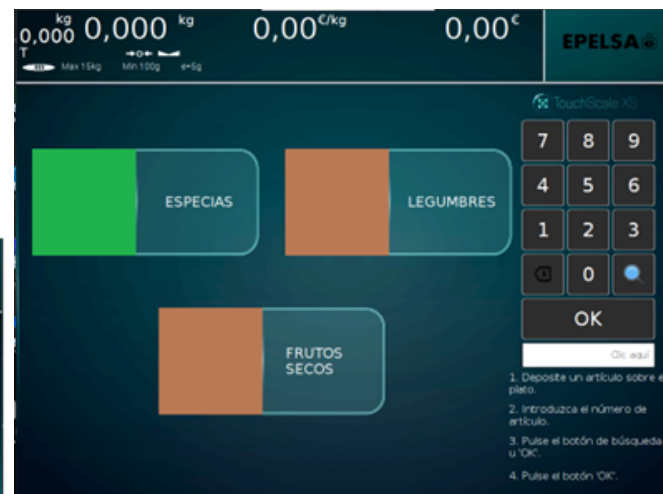 kg
0,000
T
0,000 kg
0,00 €/kg
0,00 €
EPELSA
Max 15kg Min 100g e=5g
TouchScale XS
7 8 9
4 5 6
1 2 3
0
OK
Clic aquí
ESPECIAS
LEGUMBRES
FRUTOS
SECOS
1. Deposite un artículo sobre e
plato.
2. Introduzca el número de
artículo.
3. Pulse el botón de búsqueda
u 'OK'.
4. Pulse el botón 'OK'.